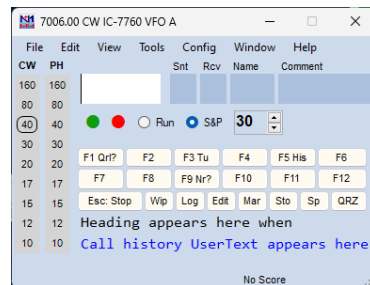 N1 7006.00 CW IC-7760 VFO A
File Edit View Tools Config Window Help
CW PH Snt Rcv Name Comment
160 160
80 80
40 40 Run S&P 30
30 30
20 20 F1 Qrl? F2 F3 Tu F4 F5 His F6
17 17 F7 F8 F9 Nr? F10 F11 F12
15 15 Esc: Stop Wip Log Edit Mar Sto Sp QRZ
12 12 Heading appears here when
10 10 Call history UserText appears here
No Score